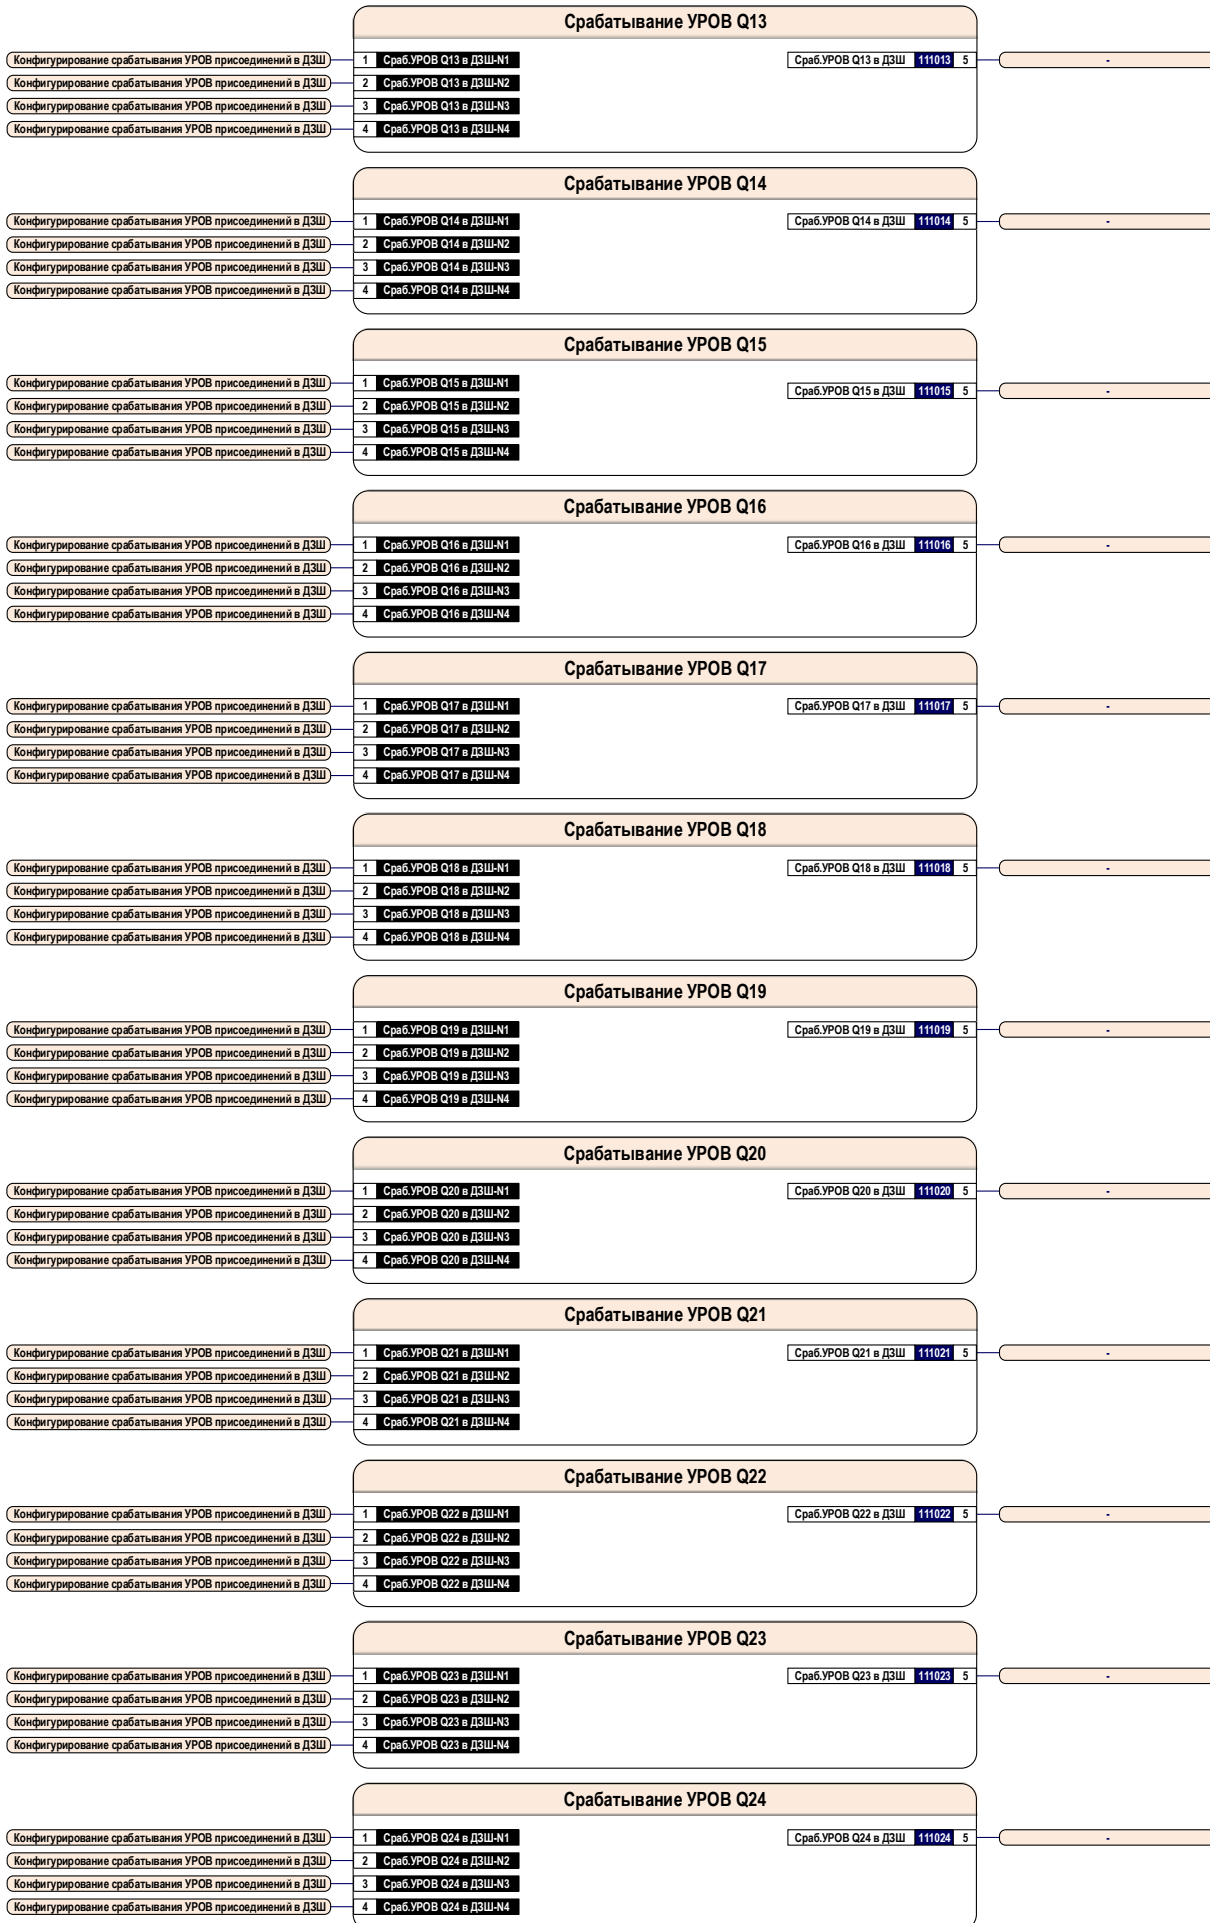 Срабатывание УРОВ Q13
Конфигурирование срабатывания УРОВ присоединений в ДЗШ 1 Сраб.УРОВ Q13 в ДЗШ-N1 Сраб.УРОВ Q13 в ДЗШ 111013 5 -
Конфигурирование срабатывания УРОВ присоединений в ДЗШ 2 Сраб.УРОВ Q13 в ДЗШ-N2
Конфигурирование срабатывания УРОВ присоединений в ДЗШ 3 Сраб.УРОВ Q13 в ДЗШ-N3
Конфигурирование срабатывания УРОВ присоединений в ДЗШ 4 Сраб.УРОВ Q13 в ДЗШ-N4
Срабатывание УРОВ Q14
Конфигурирование срабатывания УРОВ присоединений в ДЗШ 1 Сраб.УРОВ Q14 в ДЗШ-N1 Сраб.УРОВ Q14 в ДЗШ 111014 5 -
Конфигурирование срабатывания УРОВ присоединений в ДЗШ 2 Сраб.УРОВ Q14 в ДЗШ-N2
Конфигурирование срабатывания УРОВ присоединений в ДЗШ 3 Сраб.УРОВ Q14 в ДЗШ-N3
Конфигурирование срабатывания УРОВ присоединений в ДЗШ 4 Сраб.УРОВ Q14 в ДЗШ-N4
Срабатывание УРОВ Q15
Конфигурирование срабатывания УРОВ присоединений в ДЗШ 1 Сраб.УРОВ Q15 в ДЗШ-N1 Сраб.УРОВ Q15 в ДЗШ 111015 5 -
Конфигурирование срабатывания УРОВ присоединений в ДЗШ 2 Сраб.УРОВ Q15 в ДЗШ-N2
Конфигурирование срабатывания УРОВ присоединений в ДЗШ 3 Сраб.УРОВ Q15 в ДЗШ-N3
Конфигурирование срабатывания УРОВ присоединений в ДЗШ 4 Сраб.УРОВ Q15 в ДЗШ-N4
Срабатывание УРОВ Q16
Конфигурирование срабатывания УРОВ присоединений в ДЗШ 1 Сраб.УРОВ Q16 в ДЗШ-N1 Сраб.УРОВ Q16 в ДЗШ 111016 5 -
Конфигурирование срабатывания УРОВ присоединений в ДЗШ 2 Сраб.УРОВ Q16 в ДЗШ-N2
Конфигурирование срабатывания УРОВ присоединений в ДЗШ 3 Сраб.УРОВ Q16 в ДЗШ-N3
Конфигурирование срабатывания УРОВ присоединений в ДЗШ 4 Сраб.УРОВ Q16 в ДЗШ-N4
Срабатывание УРОВ Q17
Конфигурирование срабатывания УРОВ присоединений в ДЗШ 1 Сраб.УРОВ Q17 в ДЗШ-N1 Сраб.УРОВ Q17 в ДЗШ 111017 5 -
Конфигурирование срабатывания УРОВ присоединений в ДЗШ 2 Сраб.УРОВ Q17 в ДЗШ-N2
Конфигурирование срабатывания УРОВ присоединений в ДЗШ 3 Сраб.УРОВ Q17 в ДЗШ-N3
Конфигурирование срабатывания УРОВ присоединений в ДЗШ 4 Сраб.УРОВ Q17 в ДЗШ-N4
Срабатывание УРОВ Q18
Конфигурирование срабатывания УРОВ присоединений в ДЗШ 1 Сраб.УРОВ Q18 в ДЗШ-N1 Сраб.УРОВ Q18 в ДЗШ 111018 5 -
Конфигурирование срабатывания УРОВ присоединений в ДЗШ 2 Сраб.УРОВ Q18 в ДЗШ-N2
Конфигурирование срабатывания УРОВ присоединений в ДЗШ 3 Сраб.УРОВ Q18 в ДЗШ-N3
Конфигурирование срабатывания УРОВ присоединений в ДЗШ 4 Сраб.УРОВ Q18 в ДЗШ-N4
Срабатывание УРОВ Q19
Конфигурирование срабатывания УРОВ присоединений в ДЗШ 1 Сраб.УРОВ Q19 в ДЗШ-N1 Сраб.УРОВ Q19 в ДЗШ 111019 5 -
Конфигурирование срабатывания УРОВ присоединений в ДЗШ 2 Сраб.УРОВ Q19 в ДЗШ-N2
Конфигурирование срабатывания УРОВ присоединений в ДЗШ 3 Сраб.УРОВ Q19 в ДЗШ-N3
Конфигурирование срабатывания УРОВ присоединений в ДЗШ 4 Сраб.УРОВ Q19 в ДЗШ-N4
Срабатывание УРОВ Q20
Конфигурирование срабатывания УРОВ присоединений в ДЗШ 1 Сраб.УРОВ Q20 в ДЗШ-N1 Сраб.УРОВ Q20 в ДЗШ 111020 5 -
Конфигурирование срабатывания УРОВ присоединений в ДЗШ 2 Сраб.УРОВ Q20 в ДЗШ-N2
Конфигурирование срабатывания УРОВ присоединений в ДЗШ 3 Сраб.УРОВ Q20 в ДЗШ-N3
Конфигурирование срабатывания УРОВ присоединений в ДЗШ 4 Сраб.УРОВ Q20 в ДЗШ-N4
Срабатывание УРОВ Q21
Конфигурирование срабатывания УРОВ присоединений в ДЗШ 1 Сраб.УРОВ Q21 в ДЗШ-N1 Сраб.УРОВ Q21 в ДЗШ 111021 5 -
Конфигурирование срабатывания УРОВ присоединений в ДЗШ 2 Сраб.УРОВ Q21 в ДЗШ-N2
Конфигурирование срабатывания УРОВ присоединений в ДЗШ 3 Сраб.УРОВ Q21 в ДЗШ-N3
Конфигурирование срабатывания УРОВ присоединений в ДЗШ 4 Сраб.УРОВ Q21 в ДЗШ-N4
Срабатывание УРОВ Q22
Конфигурирование срабатывания УРОВ присоединений в ДЗШ 1 Сраб.УРОВ Q22 в ДЗШ-N1 Сраб.УРОВ Q22 в ДЗШ 111022 5 -
Конфигурирование срабатывания УРОВ присоединений в ДЗШ 2 Сраб.УРОВ Q22 в ДЗШ-N2
Конфигурирование срабатывания УРОВ присоединений в ДЗШ 3 Сраб.УРОВ Q22 в ДЗШ-N3
Конфигурирование срабатывания УРОВ присоединений в ДЗШ 4 Сраб.УРОВ Q22 в ДЗШ-N4
Срабатывание УРОВ Q23
Конфигурирование срабатывания УРОВ присоединений в ДЗШ 1 Сраб.УРОВ Q23 в ДЗШ-N1 Сраб.УРОВ Q23 в ДЗШ 111023 5 -
Конфигурирование срабатывания УРОВ присоединений в ДЗШ 2 Сраб.УРОВ Q23 в ДЗШ-N2
Конфигурирование срабатывания УРОВ присоединений в ДЗШ 3 Сраб.УРОВ Q23 в ДЗШ-N3
Конфигурирование срабатывания УРОВ присоединений в ДЗШ 4 Сраб.УРОВ Q23 в ДЗШ-N4
Срабатывание УРОВ Q24
Конфигурирование срабатывания УРОВ присоединений в ДЗШ 1 Сраб.УРОВ Q24 в ДЗШ-N1 Сраб.УРОВ Q24 в ДЗШ 111024 5 -
Конфигурирование срабатывания УРОВ присоединений в ДЗШ 2 Сраб.УРОВ Q24 в ДЗШ-N2
Конфигурирование срабатывания УРОВ присоединений в ДЗШ 3 Сраб.УРОВ Q24 в ДЗШ-N3
Конфигурирование срабатывания УРОВ присоединений в ДЗШ 4 Сраб.УРОВ Q24 в ДЗШ-N4